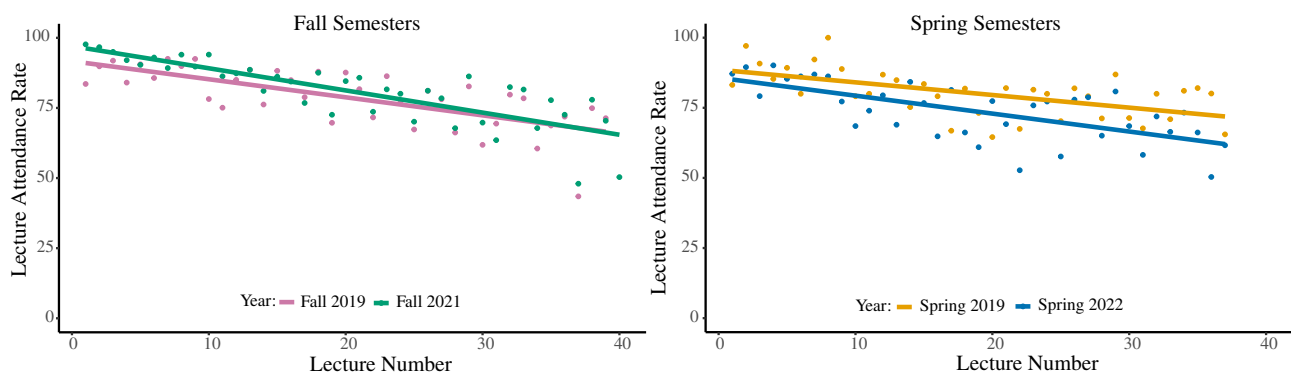 Fall Semesters
100
75
50
25
0
Lecture Attendance Rate
Year: Fall 2019 Fall 2021
0 10 20 30 40
Lecture Number
Spring Semesters
100
75
50
25
0
Lecture Attendance Rate
Year: Spring 2019 Spring 2022
0 10 20 30 40
Lecture Number